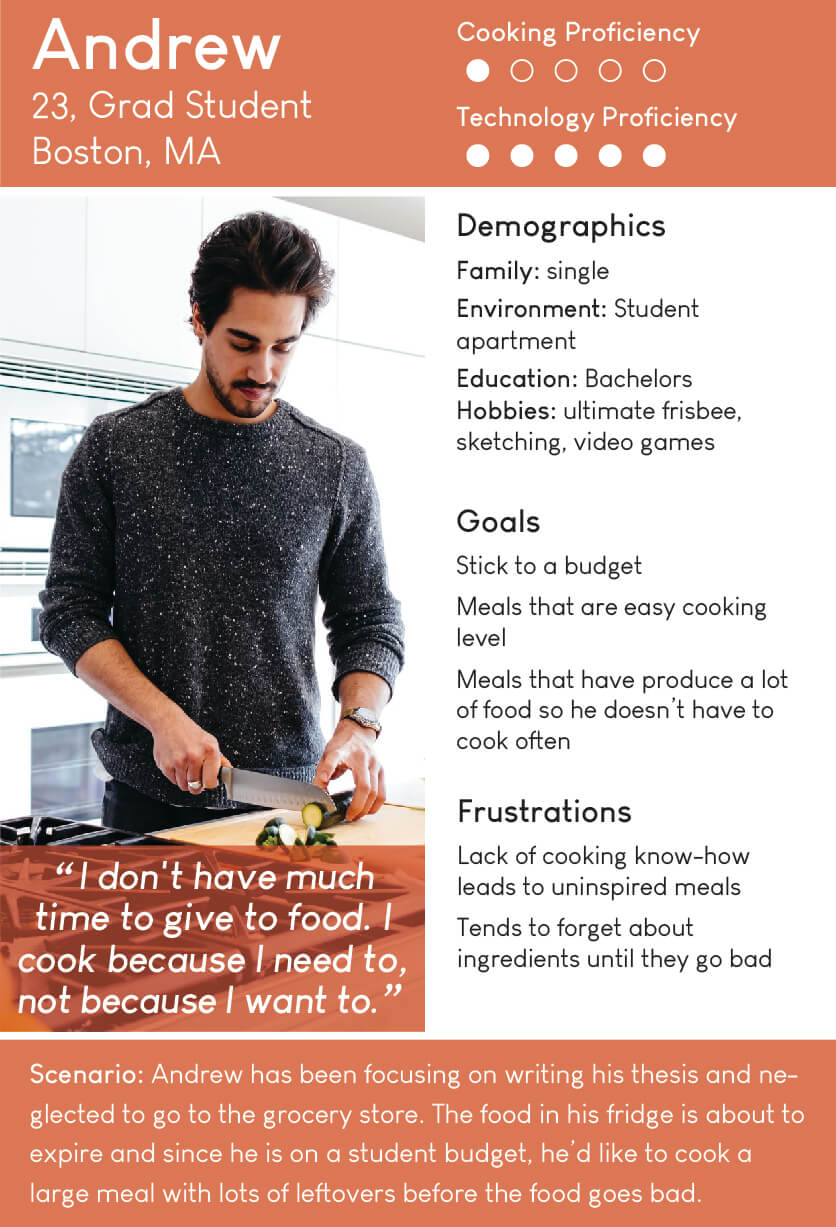 Andrew
23, Grad Student
Boston, MA
Cooking Proficiency
Technology Proficiency
Demographics
Family: single
Environment: Student
apartment
Education: Bachelors
Hobbies: ultimate frisbee,
sketching, video games
Goals
Stick to a budget
Meals that are easy cooking
level
Meals that have produce a lot
of food so he doesn't have to
cook often
Frustrations
Lack of cooking know-how
leads to uninspired meals
Tends to forget about
ingredients until they go bad
“I don't have much
time to give to food. I
cook because I need to,
not because I want to.”
Scenario: Andrew has been focusing on writing his thesis and ne-
glected to go to the grocery store. The food in his fridge is about to
expire and since he is on a student budget, he'd like to cook a
large meal with lots of leftovers before the food goes bad.